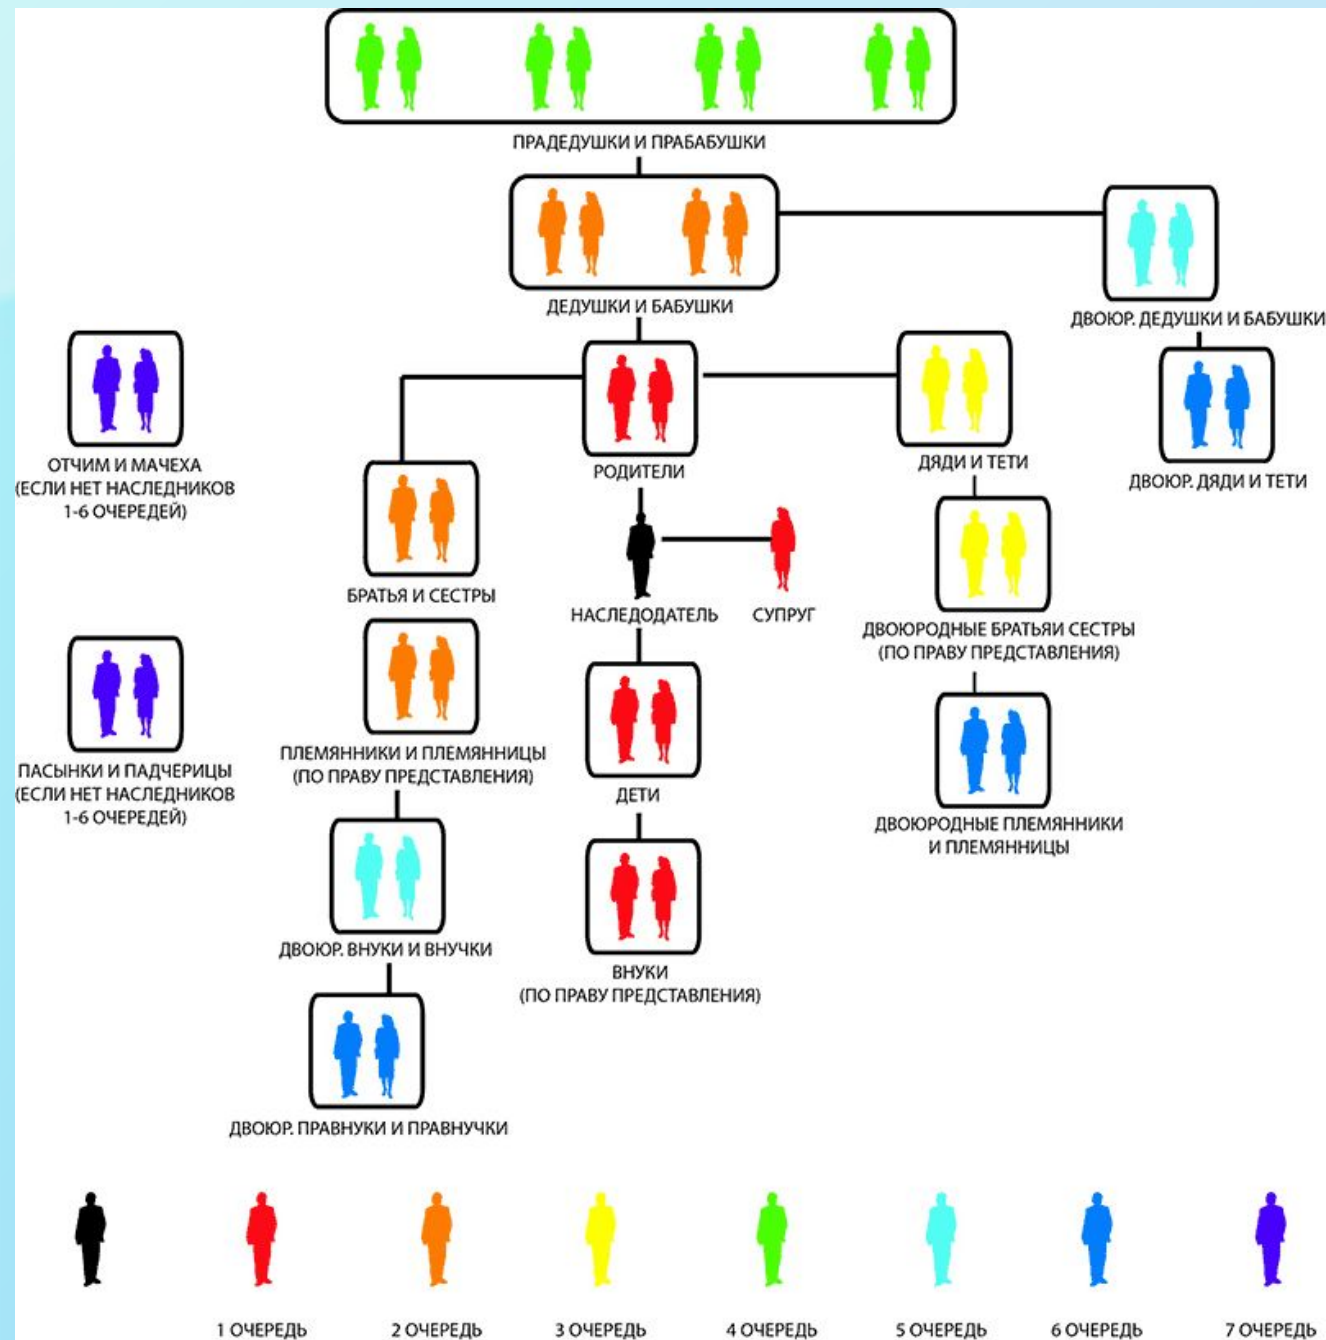 ПРАДЕДУШКИ И ПРАБАБУШКИ
ДЕДУШКИ И БАБУШКИ
ДВОЮР. ДЕДУШКИ И БАБУШКИ
ОТЧИМ И МАЧЕХА
(ЕСЛИ НЕТ НАСЛЕДНИКОВ
1-6 ОЧЕРЕДЕЙ)
РОДИТЕЛИ
ДЯДИ И ТЕТИ
ДВОЮР. ДЯДИ И ТЕТИ
БРАТЬЯ И СЕСТРЫ
НАСЛЕДОДАТЕЛЬ
СУПРУГ
ДВОЮРОДНЫЕ БРАТЬЯИ СЕСТРЫ
(ПО ПРАВУ ПРЕДСТАВЛЕНИЯ)
ПАСЫНКИ И ПАДЧЕРИЦЫ
(ЕСЛИ НЕТ НАСЛЕДНИКОВ
1-6 ОЧЕРЕДЕЙ)
ПЛЕМЯННИКИ И ПЛЕМЯННИЦЫ
(ПО ПРАВУ ПРЕДСТАВЛЕНИЯ)
ДЕТИ
ДВОЮРОДНЫЕ ПЛЕМЯННИКИ
И ПЛЕМЯННИЦЫ
ДВОЮР. ВНУКИ И ВНУЧКИ
ВНУКИ
(ПО ПРАВУ ПРЕДСТАВЛЕНИЯ)
ДВОЮР. ПРАВНУКИ И ПРАВНУЧКИ
1 ОЧЕРЕДЬ
2 ОЧЕРЕДЬ
3 ОЧЕРЕДЬ
4 ОЧЕРЕДЬ
5 ОЧЕРЕДЬ
6 ОЧЕРЕДЬ
7 ОЧЕРЕДЬ